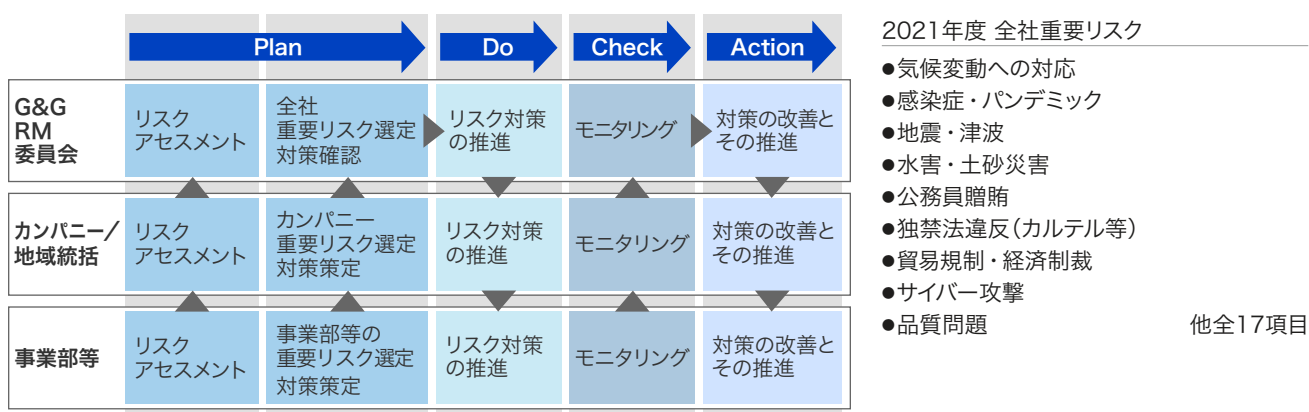 Plan
Do
Check
Action
G&G
RM
委員会
リスク
アセスメント
全社
重要リスク選定
対策確認
リスク対策
の推進
モニタリング
対策の改善と
その推進
カンパニー/
地域統括
リスク
アセスメント
カンパニー
重要リスク選定
対策策定
リスク対策
の推進
モニタリング
対策の改善と
その推進
事業部等
リスク
アセスメント
事業部等の
重要リスク選定
対策策定
リスク対策
の推進
モニタリング
対策の改善と
その推進
2021年度 全社重要リスク
●気候変動への対応
●感染症・パンデミック
●地震・津波
●水害・土砂災害
●公務員贈賄
●独禁法違反(カルテル等)
●貿易規制・経済制裁
●サイバー攻撃
●品質問題 他全17項目